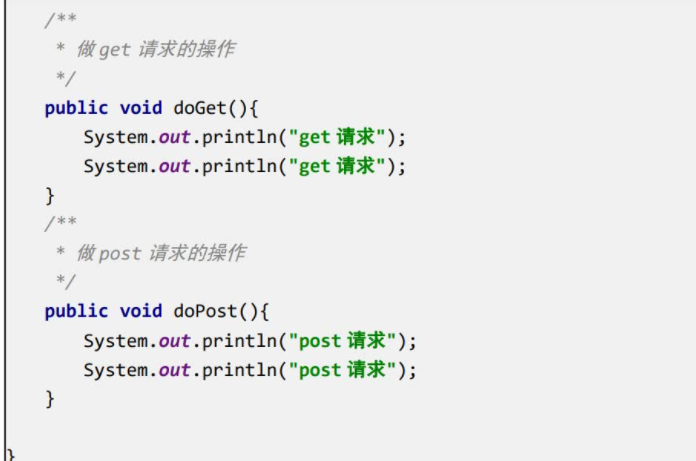 /**
 * 做 get 请求的操作
 */
public void doGet(){
    System.out.println("get 请求");
    System.out.println("get 请求");
}
/**
 * 做 post 请求的操作
 */
public void doPost(){
    System.out.println("post 请求");
    System.out.println("post 请求");
}
}